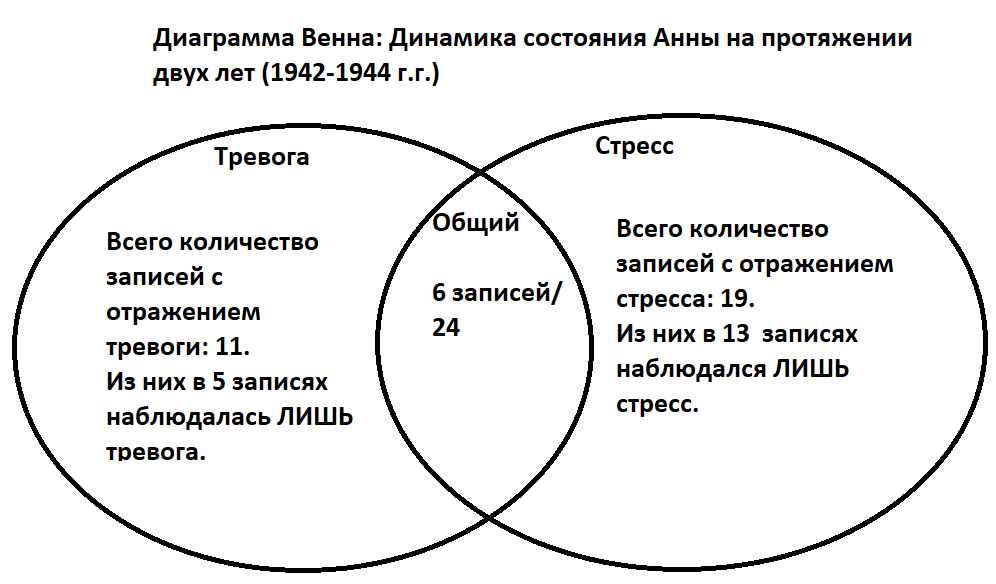 Диаграмма Венна: Динамика состояния Анны на протяжении
двух лет (1942-1944 г.г.)
Тревога
Всего количество
записей с
отражением
тревоги: 11.
Из них в 5 записях
наблюдалась ЛИШЬ
тревога.
Общий
6 записей/
24
Стресс
Всего количество
записей с отражением
стресса: 19.
Из них в 13  записях
наблюдался ЛИШЬ
стресс.